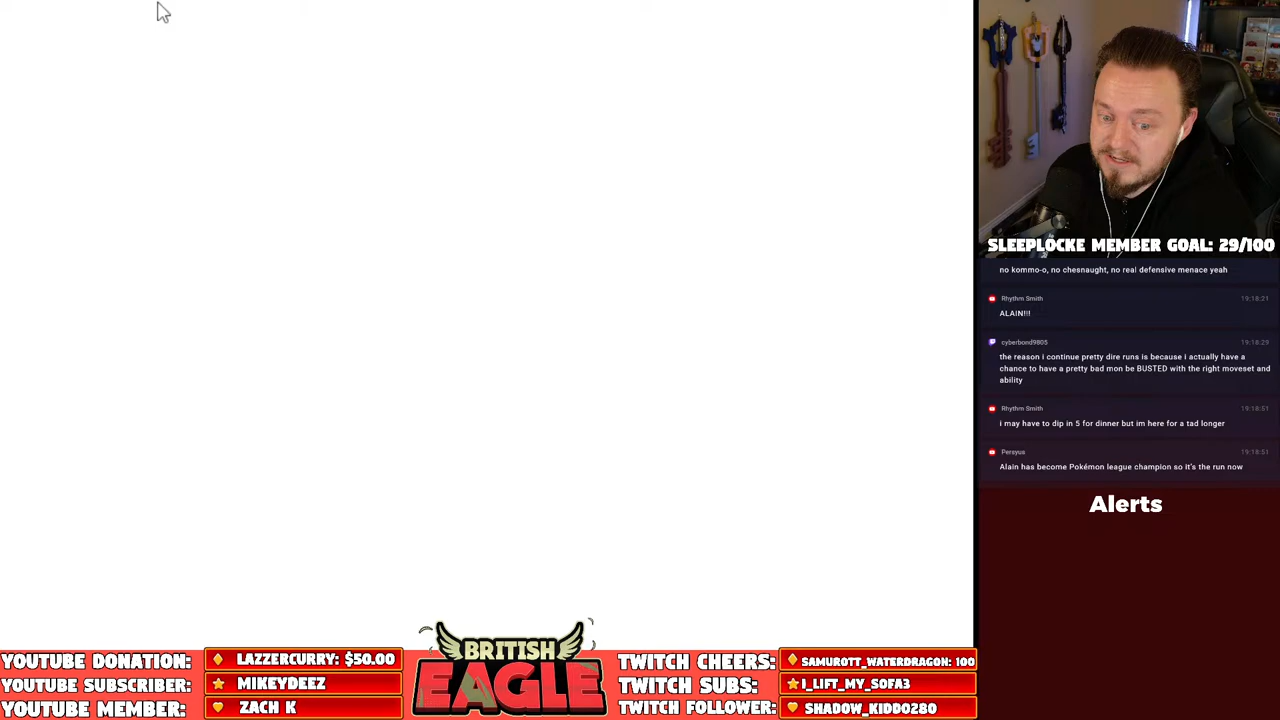 SLEEPLOCKE MEMBER GOAL: 29/100
no kommo-o, no chesnaught, no real defensive menace yeah
Rhythm Smith 19:18:21
ALAIN!!!
cyberbond9805 19:18:29
the reason i continue pretty dire runs is because i actually have a
chance to have a pretty bad mon be BUSTED with the right moveset and
ability
Rhythm Smith 19:18:51
i may have to dip in 5 for dinner but im here for a tad longer
Persyus 19:18:51
Alain has become Pokémon league champion so it's the run now
Alerts
YOUTUBE DONATION: LAZZERCURRY: $50.00
YOUTUBE SUBSCRIBER: MIKEYDEEZ
YOUTUBE MEMBER: ZACH K
BRITISH
EAGLE
TWITCH CHEERS: SAMUROTT_WATERDRAGON: 100
TWITCH SUBS: I_LIFT_MY_SOFA3
TWITCH FOLLOWER: SHADOW_KIDD0280